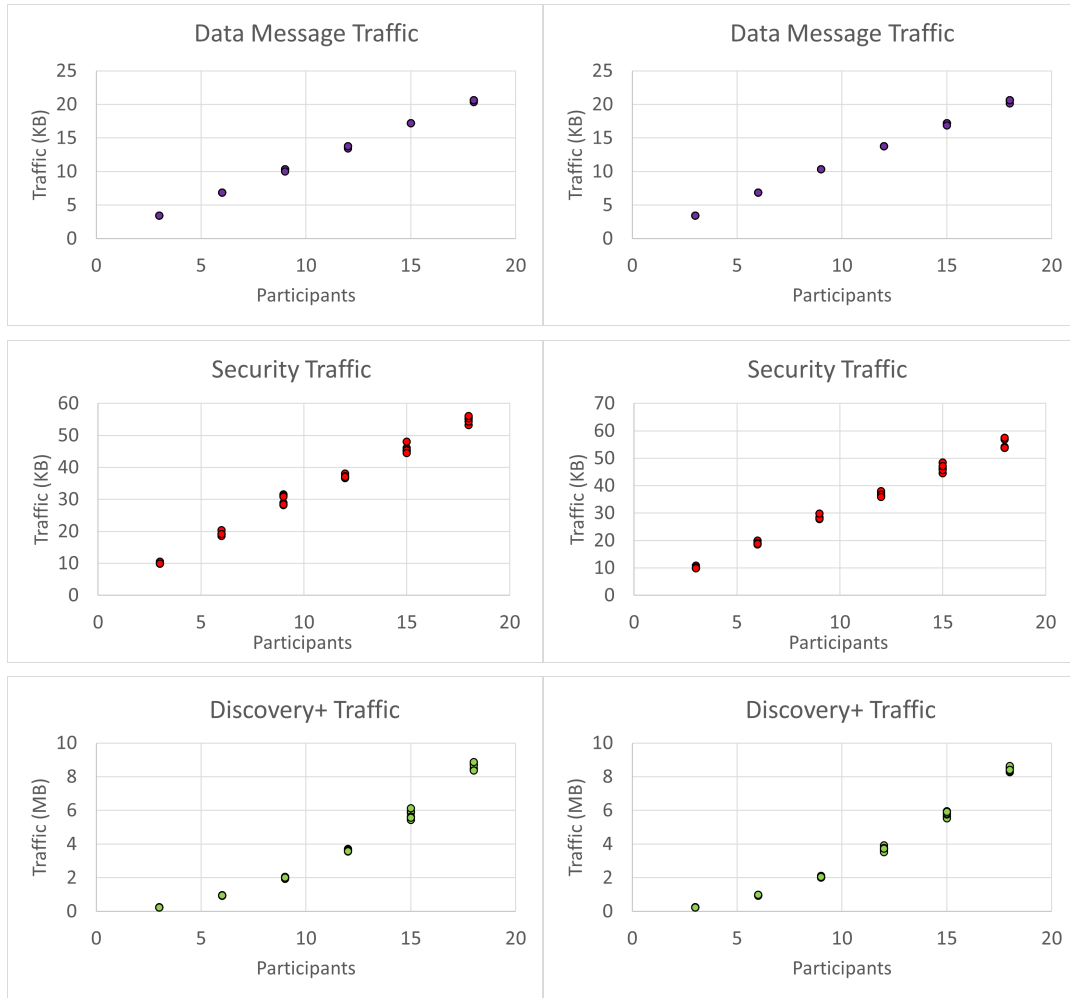 Data Message Traffic
Traffic (KB)
25
20
15
10
5
0
0 5 10 15 20
Participants
Data Message Traffic
Traffic (KB)
25
20
15
10
5
0
0 5 10 15 20
Participants
Security Traffic
Traffic (KB)
60
50
40
30
20
10
0
0 5 10 15 20
Participants
Security Traffic
Traffic (KB)
70
60
50
40
30
20
10
0
0 5 10 15 20
Participants
Discovery+ Traffic
Traffic (MB)
10
8
6
4
2
0
0 5 10 15 20
Participants
Discovery+ Traffic
Traffic (MB)
10
8
6
4
2
0
0 5 10 15 20
Participants